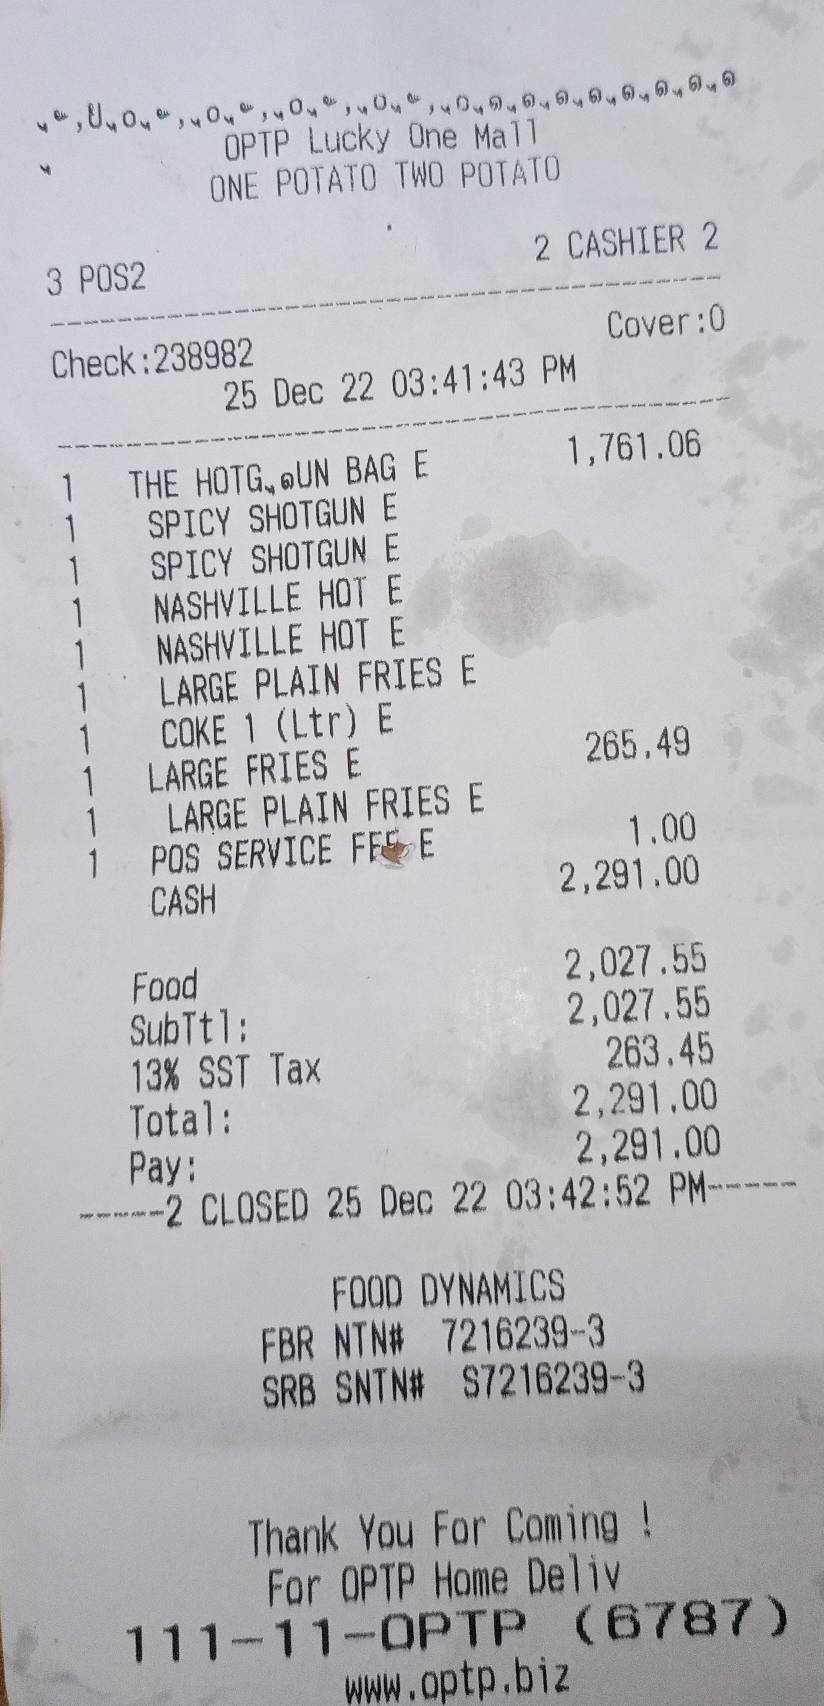 OPTP Lucky One Mall
ONE POTATO TWO POTATO
3 POS2 2 CASHIER 2
Check:238982 Cover:0
25 Dec 22 03:41:43 PM
1 THE UN BAG E 1,761.06
1 SPICY SHOTGUN E
1 SPICY SHOTGUN E
1 NASHVILLE HOT E
1 NASHVILLE HOT E
1 LARGE PLAIN FRIES E
1 COKE 1 (Ltr) E
1 LARGE FRIES E 265.49
1 LARGE PLAIN FRIES E
1 POS SERVICE FEE E 1.00
CASH 2,291.00
Food 2,027.55
SubTtl: 2,027.55
13% SST Tax 263.45
Total: 2,291.00
Pay: 2,291.00
-----2 CLOSED 25 Dec 22 03:42:52 PM-----
FOOD DYNAMICS
FBR NTN# 7216239-3
SRB SNTN# S7216239-3
Thank You For Coming !
For OPTP Home Deliv
111-11-OPTP (6787)
www.optp.biz